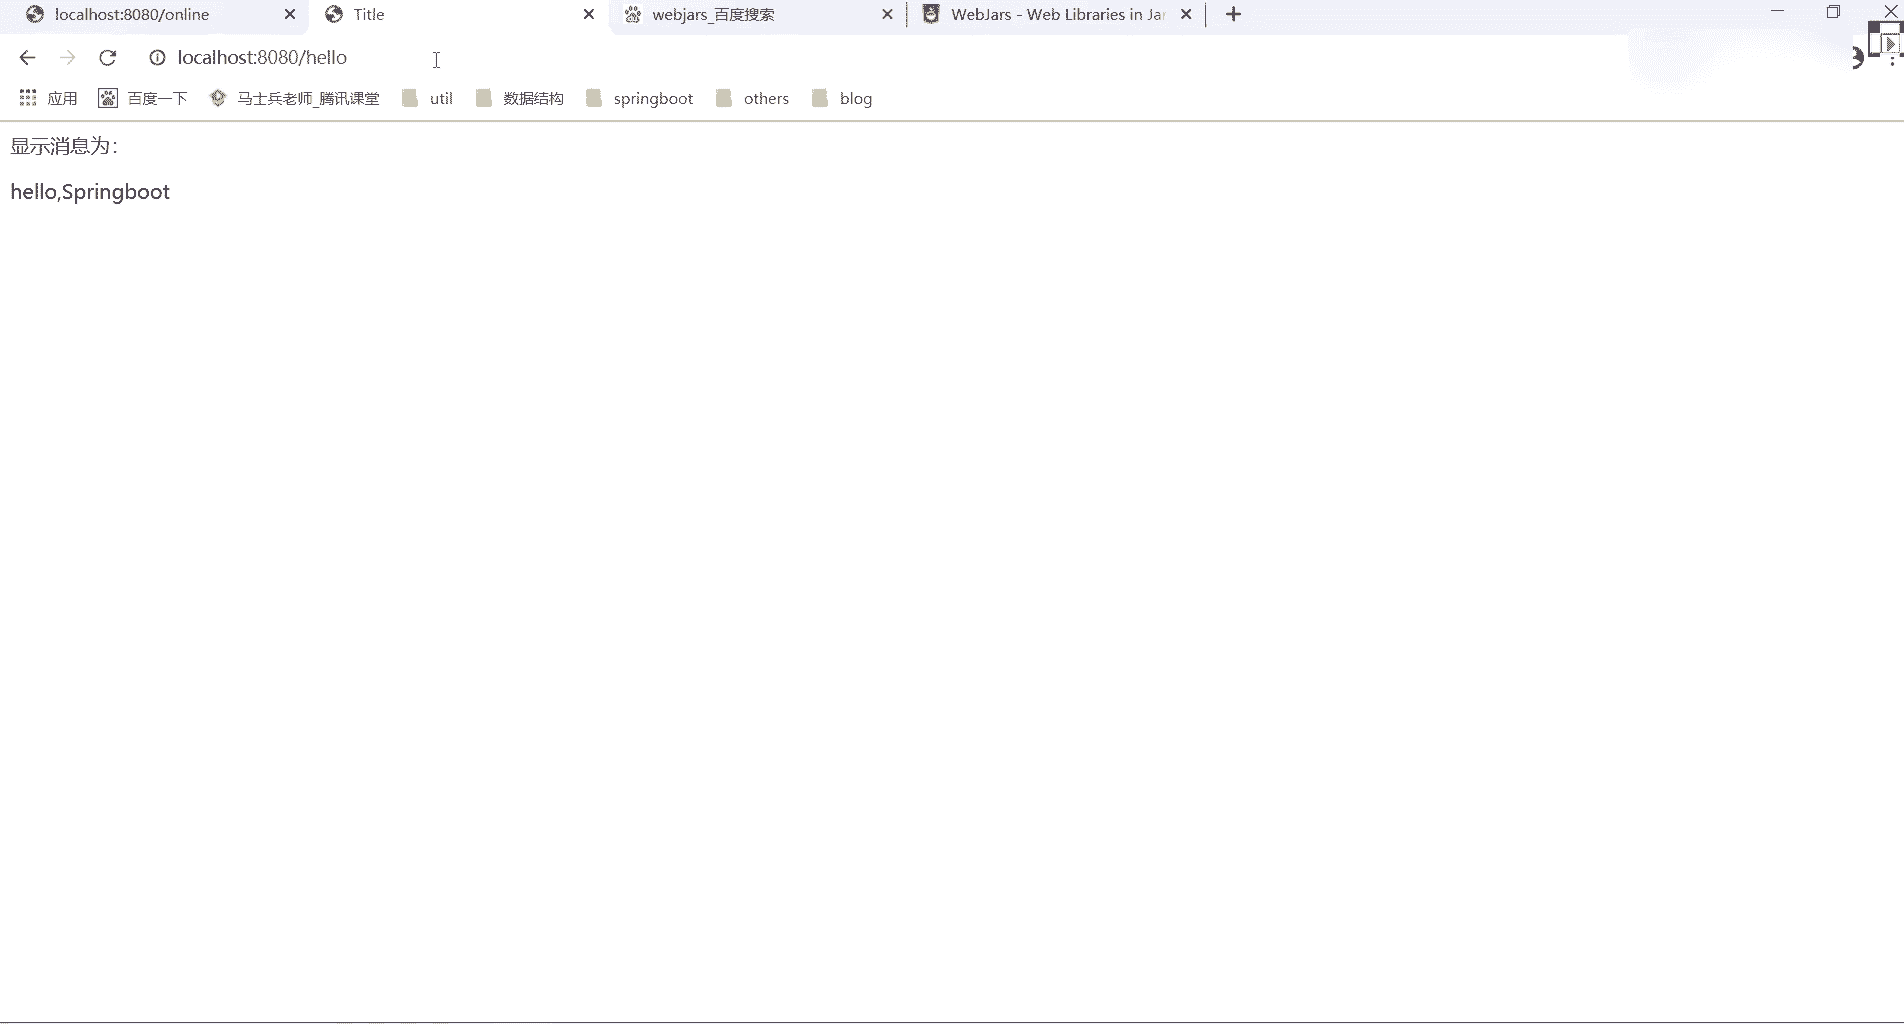 localhost:8080/online
Title
webjars_百度搜索
WebJars - Web Libraries in Jar
localhost:8080/hello
应用
百度一下
马士兵老师_腾讯课堂
util
数据结构
springboot
others
blog
显示消息为：
hello,Springboot